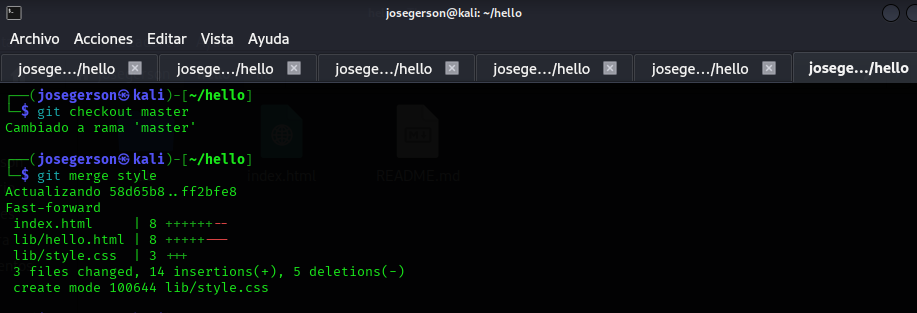 josegerson@kali: ~/hello
Archivo Acciones Editar Vista Ayuda
josege.../hello josege.../hello josege.../hello josege.../hello josege.../hello josege.../hello
┌──(josegerson㉿kali)-[~/hello]
└─$ git checkout master
Cambiado a rama 'master'
index.html README.md
┌──(josegerson㉿kali)-[~/hello]
└─$ git merge style
Actualizando 58d65b8..ff2bfe8
Fast-forward
 index.html     | 8 ++++++--
 lib/hello.html | 8 +++++---
 lib/style.css  | 3 +++
 3 files changed, 14 insertions(+), 5 deletions(-)
 create mode 100644 lib/style.css